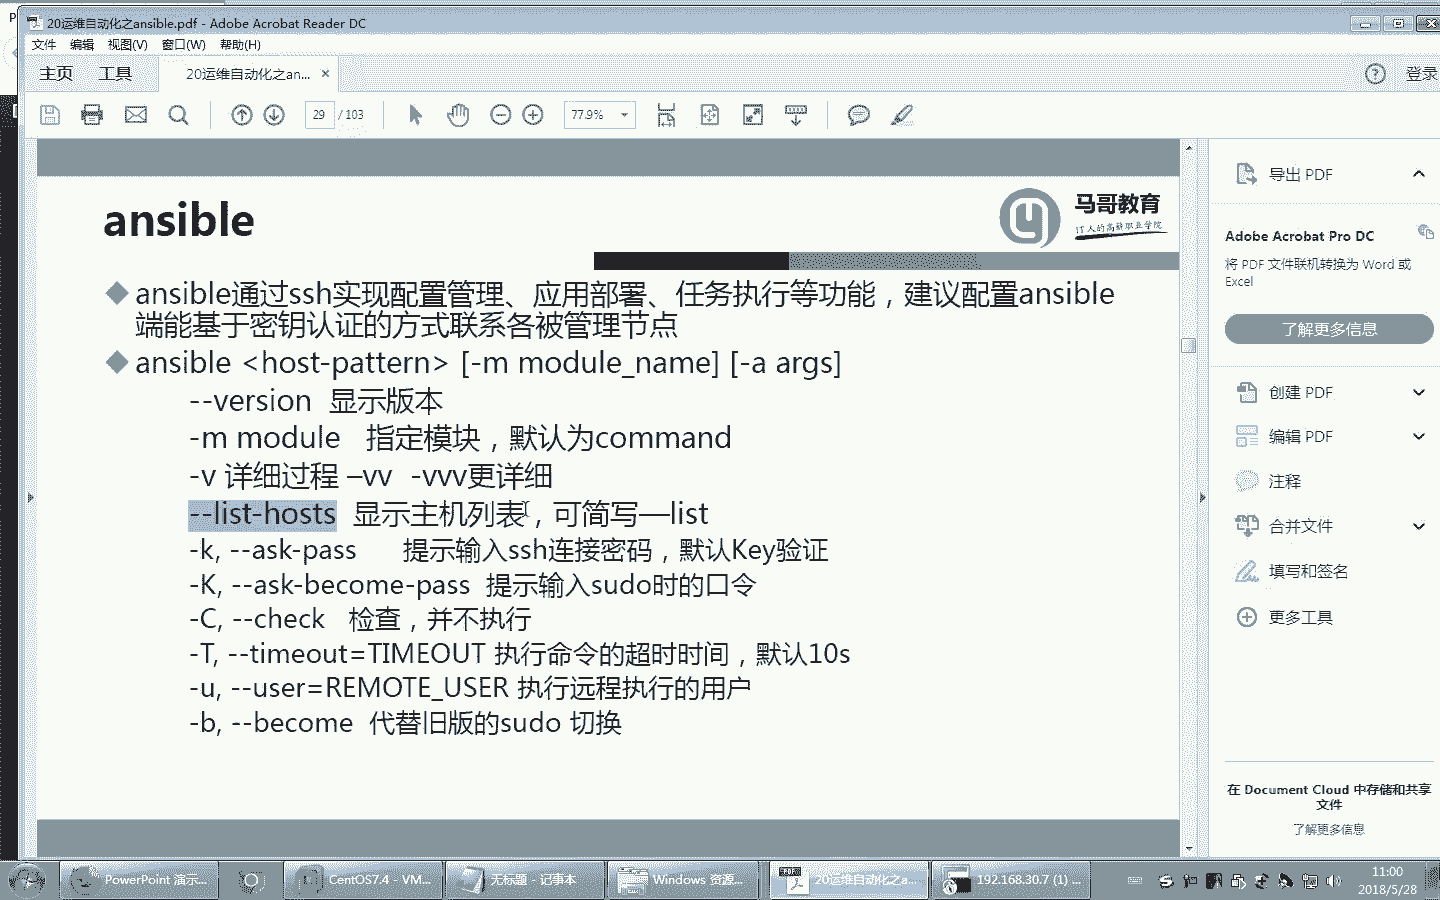 20运维自动化之ansible.pdf - Adobe Acrobat Reader DC
文件 编辑 视图(V) 窗口(W) 帮助(H)
主页 工具 20运维自动化之an... × ? 登录
29 / 103 77.9%
ansible
马哥教育
IT人的高薪职业学院
ansible通过ssh实现配置管理、应用部署、任务执行等功能，建议配置ansible
端能基于密钥认证的方式联系各被管理节点
ansible <host-pattern> [-m module_name] [-a args]
--version 显示版本
-m module 指定模块，默认为command
-v 详细过程 –vv -vvv更详细
--list-hosts 显示主机列表，可简写—list
-k, --ask-pass 提示输入ssh连接密码，默认Key验证
-K, --ask-become-pass 提示输入sudo时的口令
-C, --check 检查，并不执行
-T, --timeout=TIMEOUT 执行命令的超时时间，默认10s
-u, --user=REMOTE_USER 执行远程执行的用户
-b, --become 代替旧版的sudo 切换
导出 PDF
Adobe Acrobat Pro DC
将 PDF 文件联机转换为 Word 或
Excel
了解更多信息
创建 PDF
编辑 PDF
注释
合并文件
填写和签名
更多工具
在 Document Cloud 中存储和共享
文件
了解更多信息
PowerPoint 演示... CentOS7.4 - VM... 无标题 - 记事本 Windows 资源... 20运维自动化之a... 192.168.30.7 (1) ...
11:00
2018/5/28